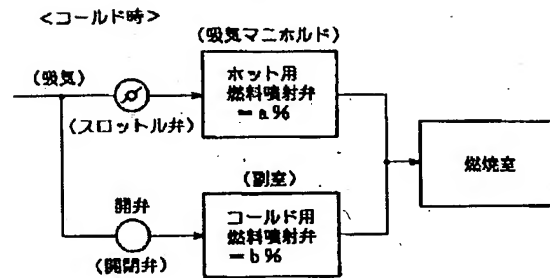 <コールド時>
(吸気マニホルド)
(吸気)
ホット用
燃料噴射弁
－a%
(スロットル弁)
燃焼室
(副室)
開弁
コールド用
燃料噴射弁
－b%
(開閉弁)